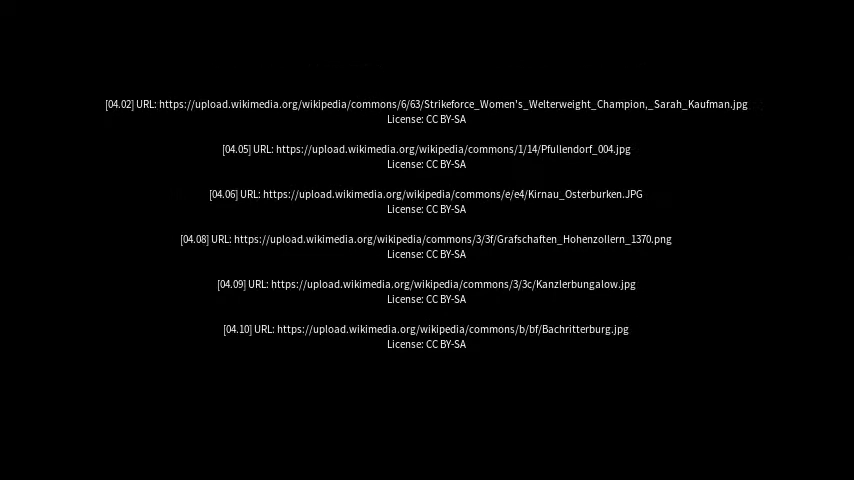 [04.02] URL: https://upload.wikimedia.org/wikipedia/commons/6/63/Strikeforce_Women's_Welterweight_Champion,_Sarah_Kaufman.jpg
License: CC BY-SA
[04.05] URL: https://upload.wikimedia.org/wikipedia/commons/1/14/Pfullendorf_004.jpg
License: CC BY-SA
[04.06] URL: https://upload.wikimedia.org/wikipedia/commons/e/e4/Kirnau_Osterburken.JPG
License: CC BY-SA
[04.08] URL: https://upload.wikimedia.org/wikipedia/commons/3/3f/Grafschaften_Hohenzollern_1370.png
License: CC BY-SA
[04.09] URL: https://upload.wikimedia.org/wikipedia/commons/3/3c/Kanzlerbungalow.jpg
License: CC BY-SA
[04.10] URL: https://upload.wikimedia.org/wikipedia/commons/b/bf/Bachritterburg.jpg
License: CC BY-SA